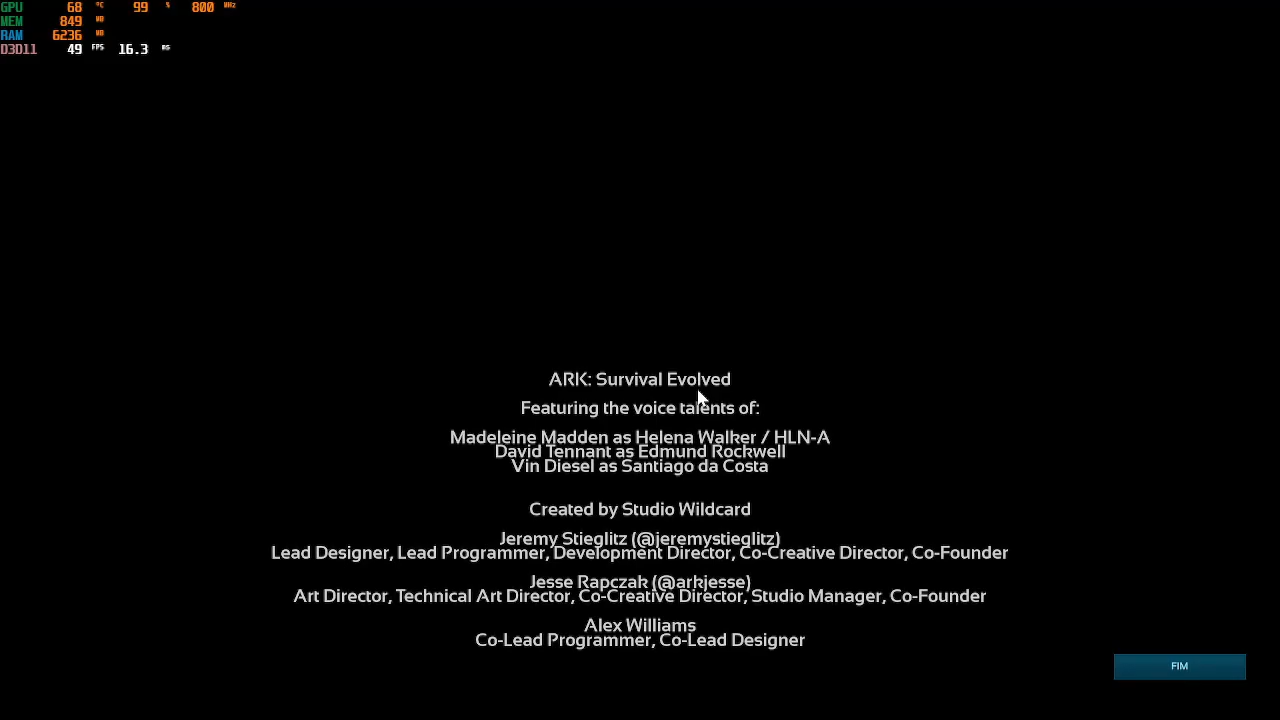 GPU 68 °C 99 % 800 MHz
MEM 849 MB
RAM 6236 MB
D3D11 49 FPS 16.3 ms
ARK: Survival Evolved
Featuring the voice talents of:
Madeleine Madden as Helena Walker / HLN-A
David Tennant as Edmund Rockwell
Vin Diesel as Santiago da Costa
Created by Studio Wildcard
Jeremy Stieglitz (@jeremystieglitz)
Lead Designer, Lead Programmer, Development Director, Co-Creative Director, Co-Founder
Jesse Rapczak (@arkjesse)
Art Director, Technical Art Director, Co-Creative Director, Studio Manager, Co-Founder
Alex Williams
Co-Lead Programmer, Co-Lead Designer
FIM